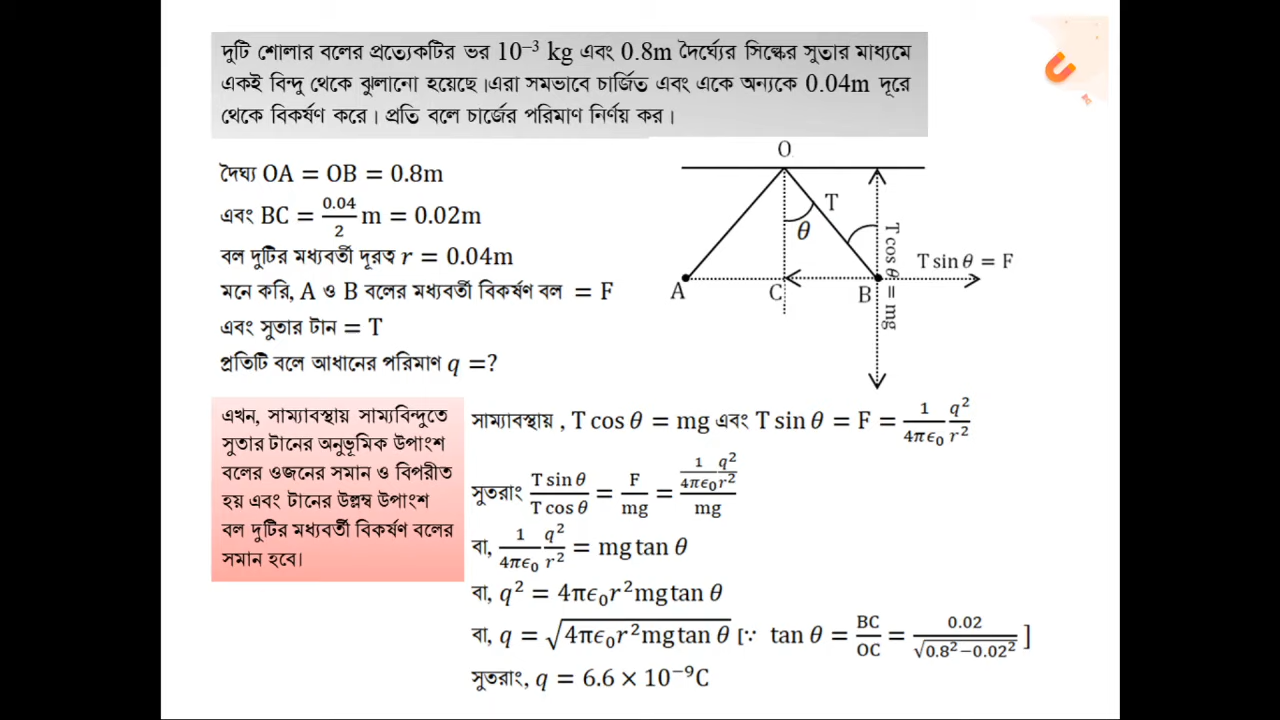 দুটি শোলার বলের প্রত্যেকটির ভর 10⁻³ kg এবং 0.8m দৈর্ঘ্যের সিল্কের সুতার মাধ্যমে
একই বিন্দু থেকে ঝুলানো হয়েছে।এরা সমভাবে চার্জিত এবং একে অন্যকে 0.04m দূরে
থেকে বিকর্ষণ করে। প্রতি বলে চার্জের পরিমাণ নির্ণয় কর।
দৈঘ্য OA = OB = 0.8m
এবং BC = 0.04/2 m = 0.02m
বল দুটির মধ্যবর্তী দূরত্ব r = 0.04m
মনে করি, A ও B বলের মধ্যবর্তী বিকর্ষণ বল = F
এবং সুতার টান = T
প্রতিটি বলে আধানের পরিমাণ q =?
O
T
θ
T cos θ = mg
T sin θ = F
A
C
B
এখন, সাম্যাবস্থায় সাম্যবিন্দুতে
সুতার টানের অনুভূমিক উপাংশ
বলের ওজনের সমান ও বিপরীত
হয় এবং টানের উল্লম্ব উপাংশ
বল দুটির মধ্যবর্তী বিকর্ষণ বলের
সমান হবে।
সাম্যাবস্থায় , T cos θ = mg এবং T sin θ = F = 1/4πϵ₀ q²/r²
সুতরাং T sin θ/T cos θ = F/mg = (1/4πϵ₀ q²/r²)/mg
বা, 1/4πϵ₀ q²/r² = mg tan θ
বা, q² = 4πϵ₀r²mg tan θ
বা, q = √(4πϵ₀r²mg tan θ) [∵ tan θ = BC/OC = 0.02/√(0.8²−0.02²) ]
সুতরাং, q = 6.6 × 10⁻⁹C